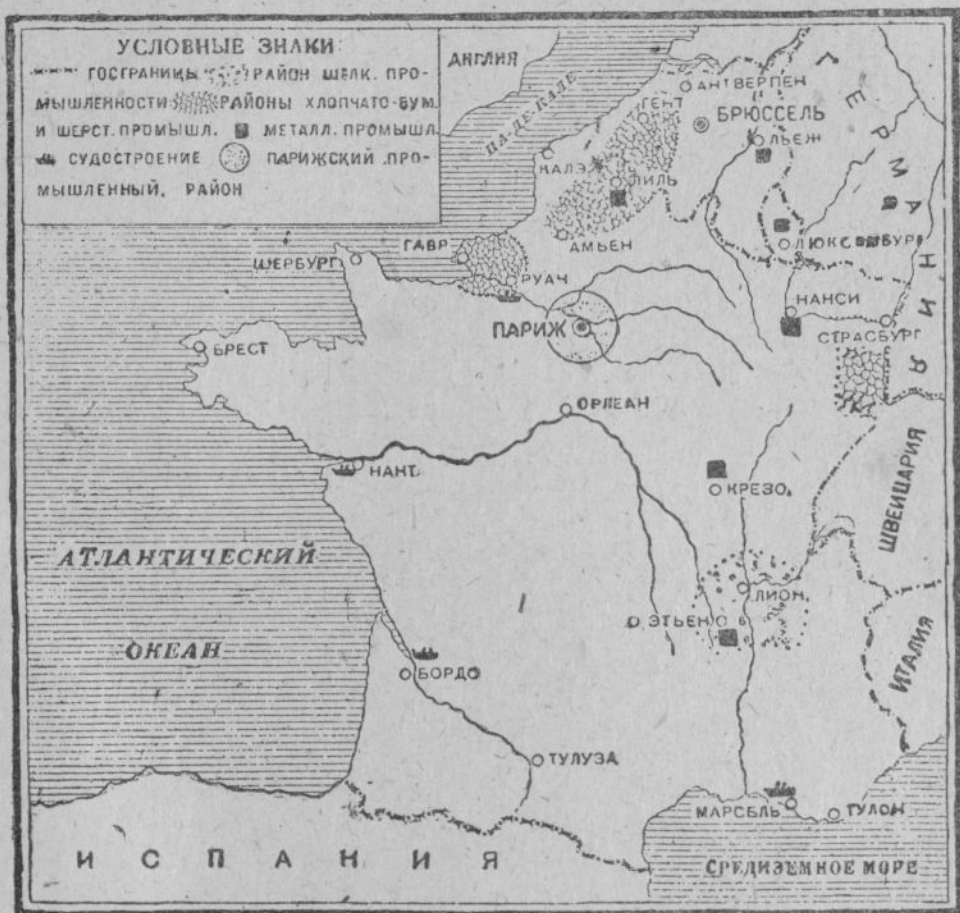 УСЛОВНЫЕ ЗНАКИ
ГОСГРАНИЦЫ РАЙОН ШЕЛК. ПРО-
МЫШЛЕННОСТИ РАЙОНЫ ХЛОПЧАТО-БУМ.
И ШЕРСТ. ПРОМЫШЛ. МЕТАЛЛ. ПРОМЫШЛ.
СУДОСТРОЕНИЕ ПАРИЖСКИЙ ПРО-
МЫШЛЕННЫЙ, РАЙОН
АНГЛИЯ
ПА-ДЕ-КАЛЕ
АНТВЕРПЕН
ГЕНТ
БРЮССЕЛЬ
ЛЬЕЖ
ГЕРМАНИЯ
КАЛЭ
ЛИЛЬ
АМЬЕН
ЛЮКСЕМБУРГ
ГАВР
ШЕРБУРГ
РУАН
НАНСИ
ПАРИЖ
СТРАСБУРГ
БРЕСТ
ОРЛЕАН
НАНТ
КРЕЗО
ШВЕЙЦАРИЯ
АТЛАНТИЧЕСКИЙ
ОКЕАН
ЛИОН
ЭТЬЕН
ИТАЛИЯ
БОРДО
ТУЛУЗА
МАРСЕЛЬ
ТУЛОН
ИСПАНИЯ
СРЕДИЗЕМНОЕ МОРЕ